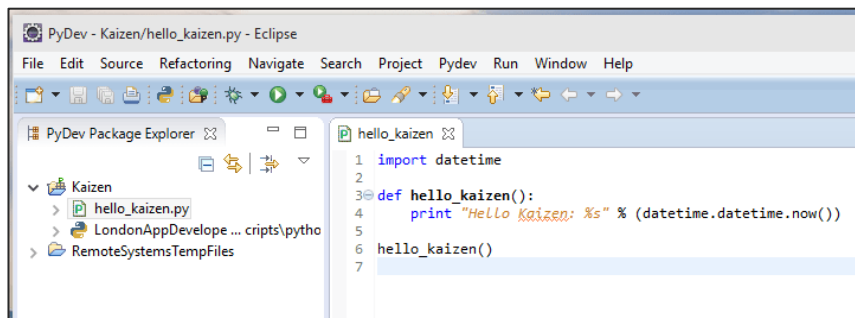 PyDev - Kaizen/hello_kaizen.py - Eclipse
File Edit Source Refactoring Navigate Search Project Pydev Run Window Help
PyDev Package Explorer
Kaizen
hello_kaizen.py
LondonAppDevelope ... cripts\pytho
RemoteSystemsTempFiles
hello_kaizen
1 import datetime
2
3 def hello_kaizen():
4 print "Hello Kaizen: %s" % (datetime.datetime.now())
5
6 hello_kaizen()
7